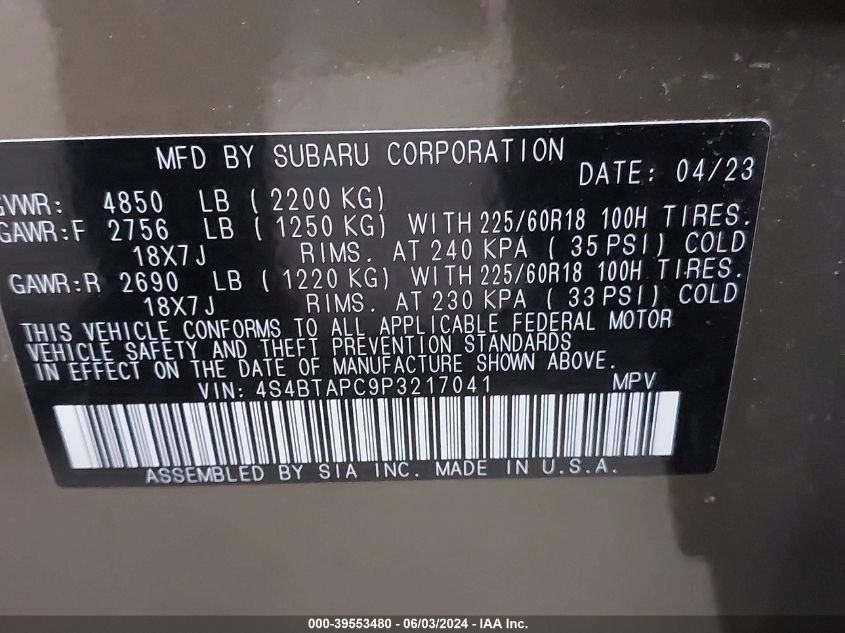 MFD BY SUBARU CORPORATION
DATE: 04/23
GVWR: 4850 LB ( 2200 KG)
GAWR:F 2756 LB ( 1250 KG) WITH 225/60R18 100H TIRES.
18X7J RIMS. AT 240 KPA ( 35 PSI) COLD
GAWR:R 2690 LB ( 1220 KG) WITH 225/60R18 100H TIRES.
18X7J RIMS. AT 230 KPA ( 33 PSI) COLD
THIS VEHICLE CONFORMS TO ALL APPLICABLE FEDERAL MOTOR
VEHICLE SAFETY AND THEFT PREVENTION STANDARDS
IN EFFECT ON THE DATE OF MANUFACTURE SHOWN ABOVE.
VIN: 4S4BTAPC9P3217041 MPV
ASSEMBLED BY SIA INC. MADE IN U.S.A.
000-39553480 - 06/03/2024 - IAA Inc.